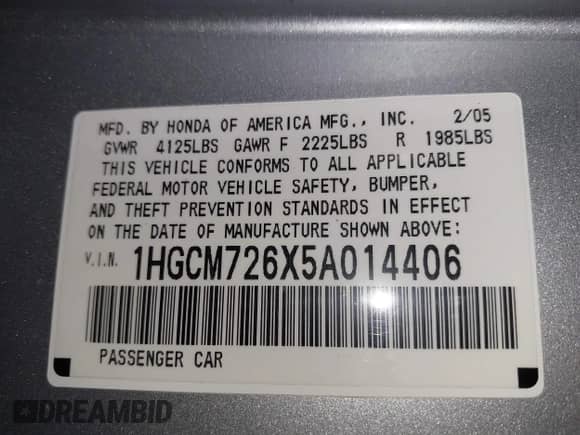 MFD. BY HONDA OF AMERICA MFG., INC. 2/05
GVWR 4125LBS GAWR F 2225LBS R 1985LBS
THIS VEHICLE CONFORMS TO ALL APPLICABLE
FEDERAL MOTOR VEHICLE SAFETY, BUMPER,
AND THEFT PREVENTION STANDARDS IN EFFECT
ON THE DATE OF MANUFACTURE SHOWN ABOVE:
V.I.N. 1HGCM726X5A014406
PASSENGER CAR
DREAMBID